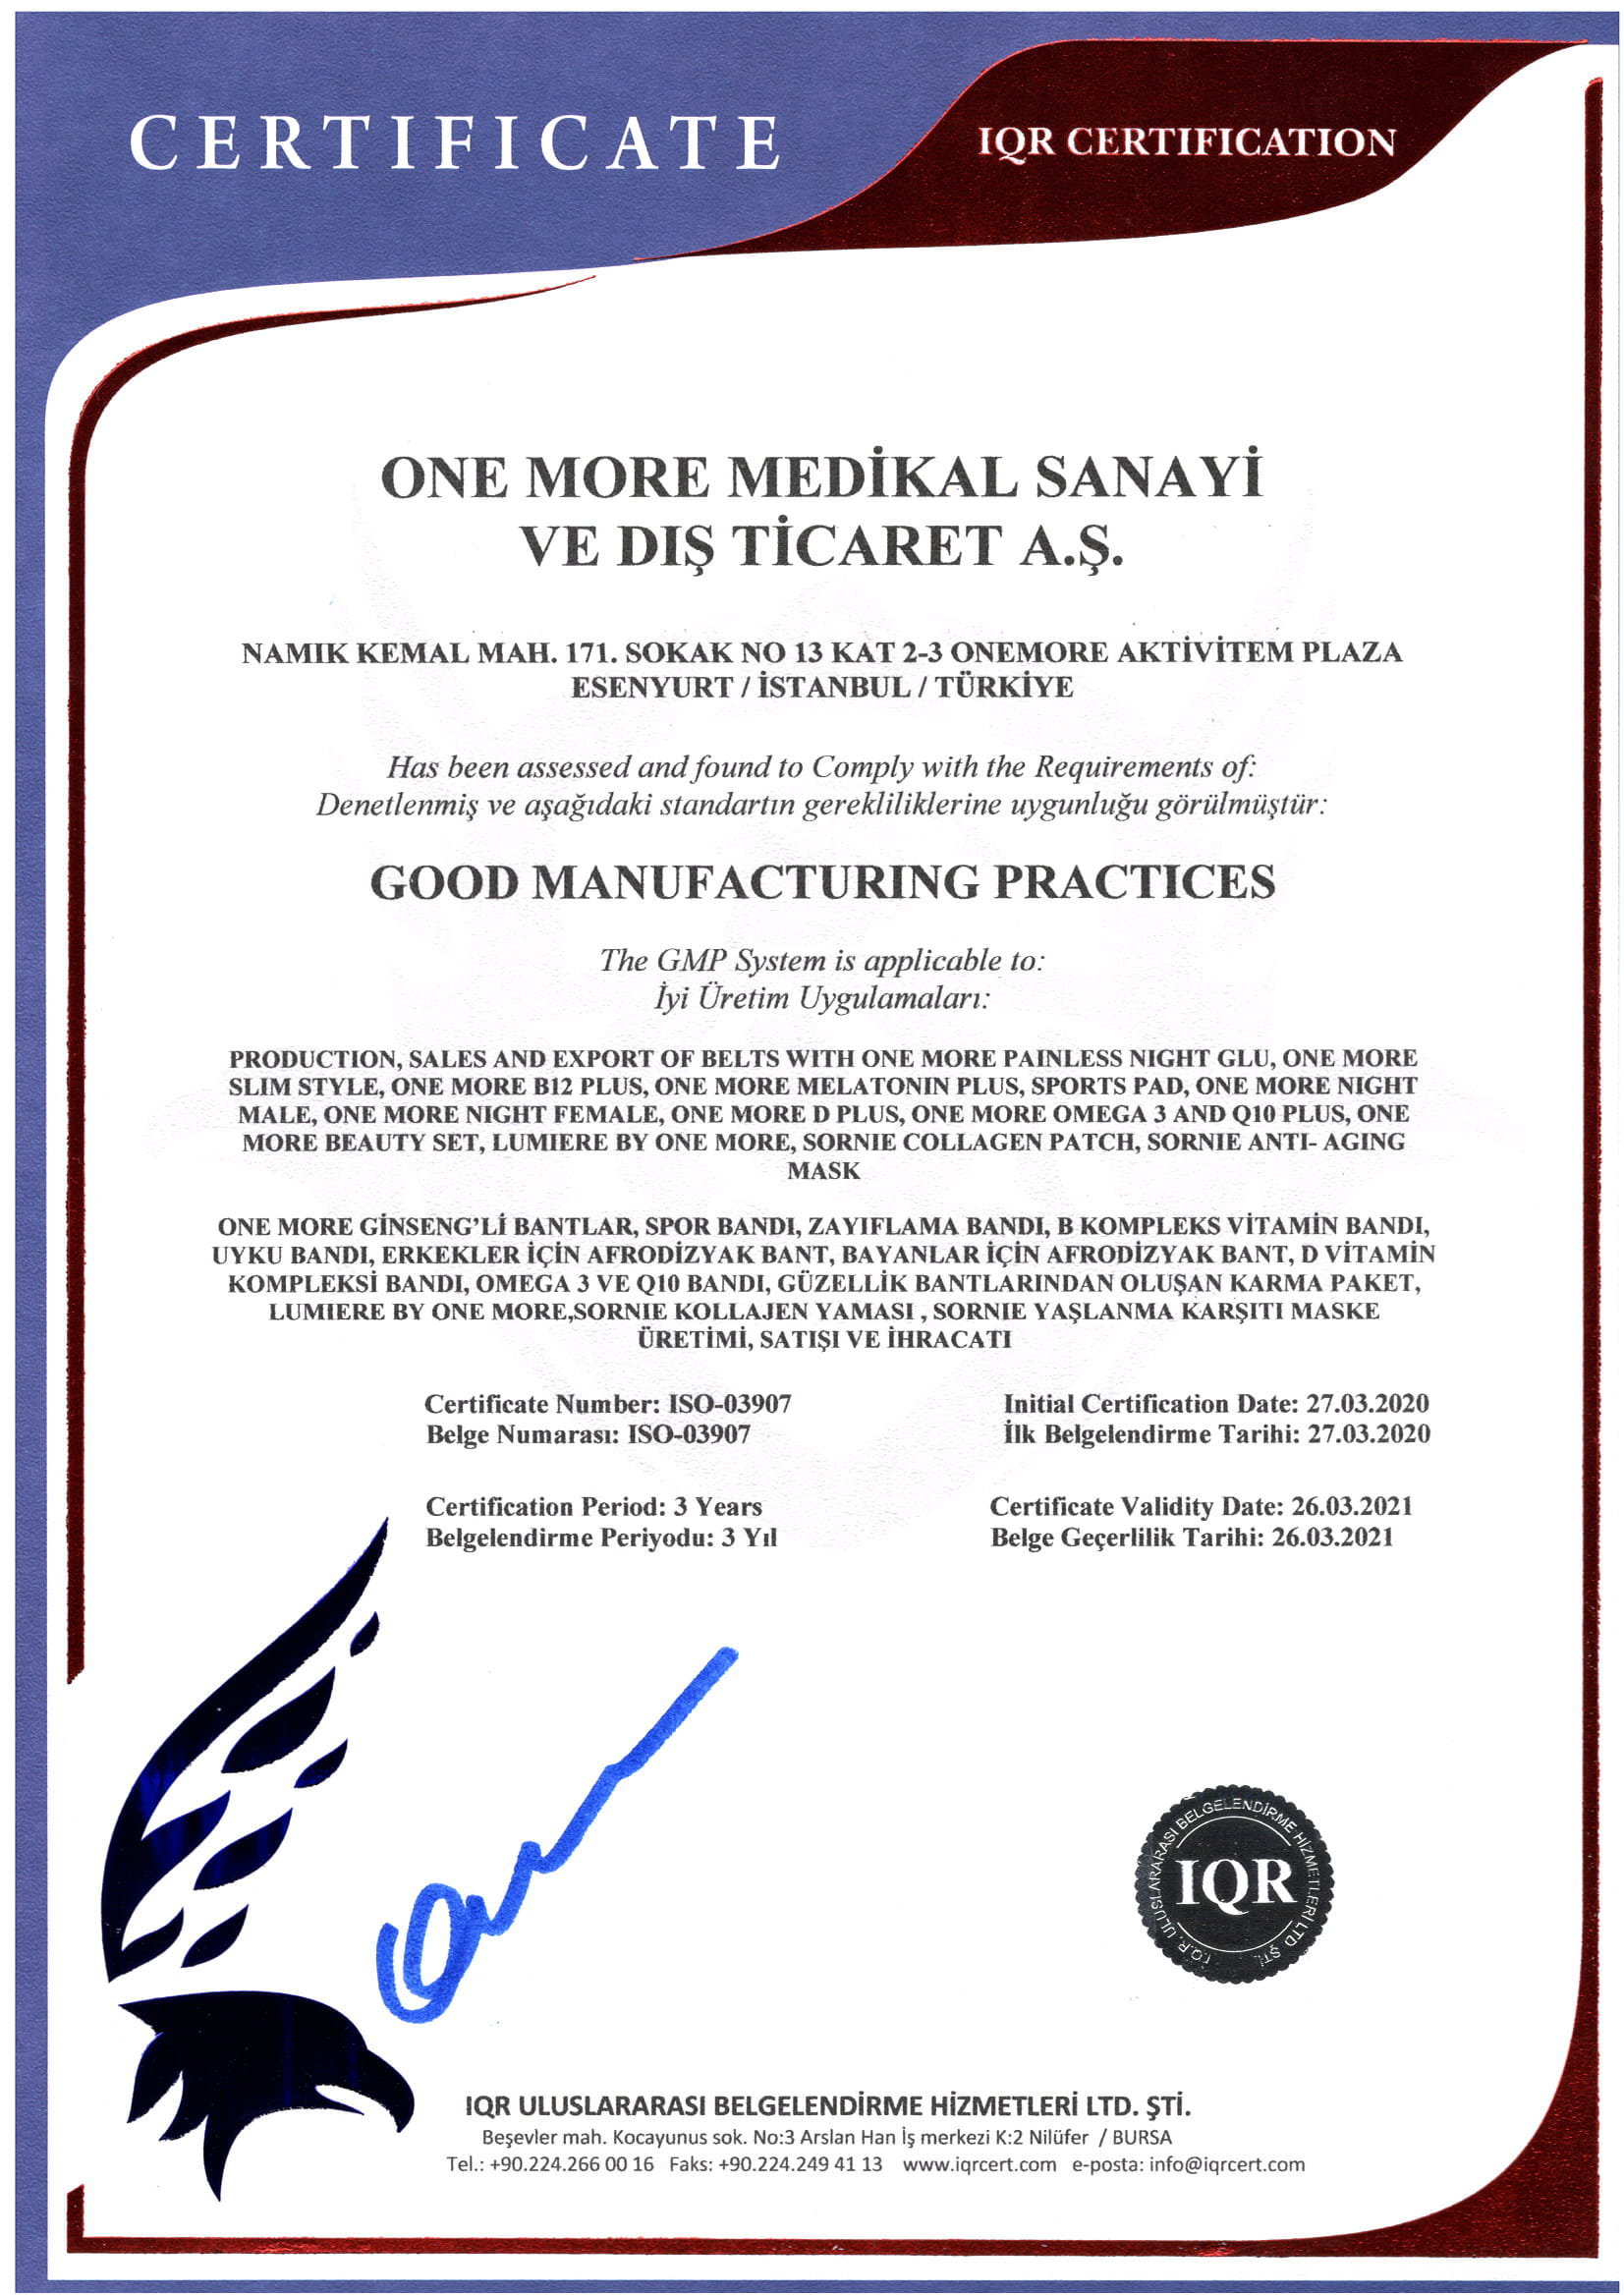 CERTIFICATE
IQR CERTIFICATION
ONE MORE MEDİKAL SANAYİ
VE DIŞ TİCARET A.Ş.
NAMIK KEMAL MAH. 171. SOKAK NO 13 KAT 2-3 ONEMORE AKTİVİTEM PLAZA
ESENYURT / İSTANBUL / TÜRKİYE
Has been assessed and found to Comply with the Requirements of:
Denetlenmiş ve aşağıdaki standartın gerekliliklerine uygunluğu görülmüştür:
GOOD MANUFACTURING PRACTICES
The GMP System is applicable to:
İyi Üretim Uygulamaları:
PRODUCTION, SALES AND EXPORT OF BELTS WITH ONE MORE PAINLESS NIGHT GLU, ONE MORE
SLIM STYLE, ONE MORE B12 PLUS, ONE MORE MELATONIN PLUS, SPORTS PAD, ONE MORE NIGHT
MALE, ONE MORE NIGHT FEMALE, ONE MORE D PLUS, ONE MORE OMEGA 3 AND Q10 PLUS, ONE
MORE BEAUTY SET, LUMIERE BY ONE MORE, SORNIE COLLAGEN PATCH, SORNIE ANTI- AGING
MASK
ONE MORE GİNSENG'Lİ BANTLAR, SPOR BANDI, ZAYIFLAMA BANDI, B KOMPLEKS VİTAMİN BANDI,
UYKU BANDI, ERKEKLER İÇİN AFRODİZYAK BANT, BAYANLAR İÇİN AFRODİZYAK BANT, D VİTAMİN
KOMPLEKSİ BANDI, OMEGA 3 VE Q10 BANDI, GÜZELLİK BANTLARINDAN OLUŞAN KARMA PAKET,
LUMIERE BY ONE MORE,SORNIE KOLLAJEN YAMASI , SORNIE YAŞLANMA KARŞITI MASKE
ÜRETİMİ, SATIŞI VE İHRACATI
Certificate Number: ISO-03907
Belge Numarası: ISO-03907
Initial Certification Date: 27.03.2020
İlk Belgelendirme Tarihi: 27.03.2020
Certification Period: 3 Years
Belgelendirme Periyodu: 3 Yıl
Certificate Validity Date: 26.03.2021
Belge Geçerlilik Tarihi: 26.03.2021
I.Q.R. ULUSLARARASI BELGELENDİRME HİZMETLERİ LTD ŞTİ.
IQR
IQR ULUSLARARASI BELGELENDİRME HİZMETLERİ LTD. ŞTİ.
Beşevler mah. Kocayunus sok. No:3 Arslan Han İş merkezi K:2 Nilüfer / BURSA
Tel.: +90.224.266 00 16 Faks: +90.224.249 41 13 www.iqrcert.com e-posta: info@iqrcert.com